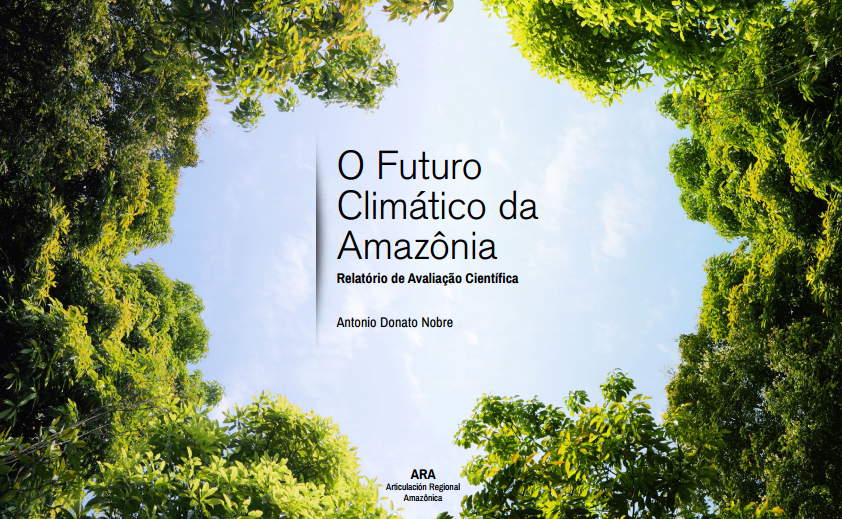 O Futuro
Climático da
Amazônia
Relatório de Avaliação Científica
Antonio Donato Nobre
ARA
Articulación Regional
Amazônica